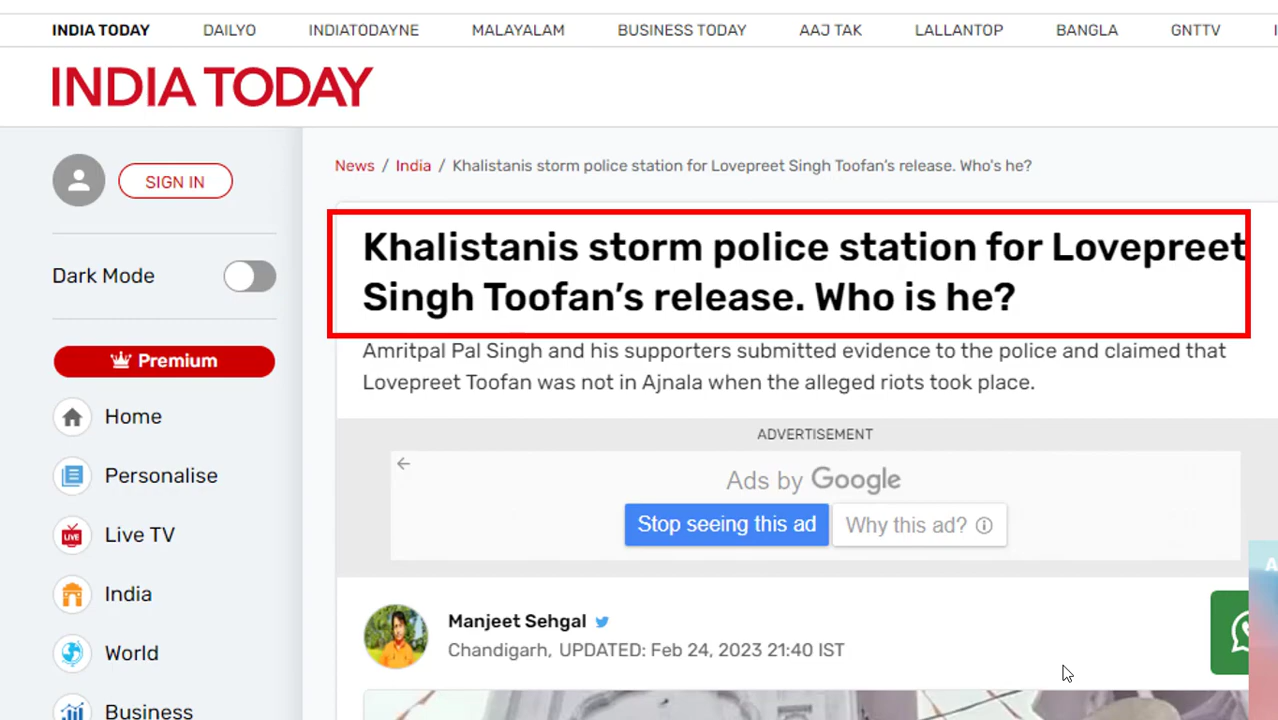 INDIA TODAY DAILYO INDIATODAYNE MALAYALAM BUSINESS TODAY AAJ TAK LALLANTOP BANGLA GNTTV
INDIA TODAY
SIGN IN
Dark Mode
Premium
Home
Personalise
LIVE
Live TV
India
World
Business
News / India / Khalistanis storm police station for Lovepreet Singh Toofan's release. Who's he?
Khalistanis storm police station for Lovepreet
Singh Toofan’s release. Who is he?
Amritpal Pal Singh and his supporters submitted evidence to the police and claimed that
Lovepreet Toofan was not in Ajnala when the alleged riots took place.
ADVERTISEMENT
Ads by Google
Stop seeing this ad Why this ad?
Manjeet Sehgal
Chandigarh, UPDATED: Feb 24, 2023 21:40 IST